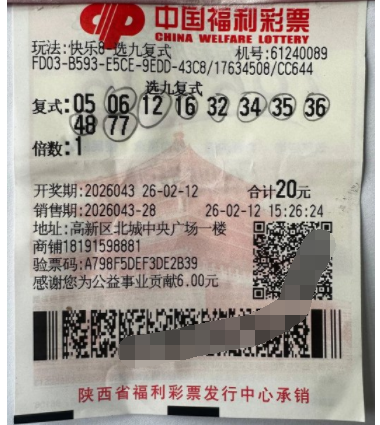 中国福利彩票
CHINA WELFARE LOTTERY
玩法:快乐8-选九复式 机号:61240089
FD03-B593-E5CE-9EDD-43C8/17634508/CC644
选九复式
复式:05 06 12 16 32 34 35 36
48 77
倍数:1
开奖期:2026043 26-02-12 合计20元
销售期:2026043-28 26-02-12 15:26:24
地址:高新区北城中央广场一楼
商铺18191598881
验票码:A798F5DEF3DE2B39
感谢您为公益事业贡献6.00元
陕西省福利彩票发行中心承销